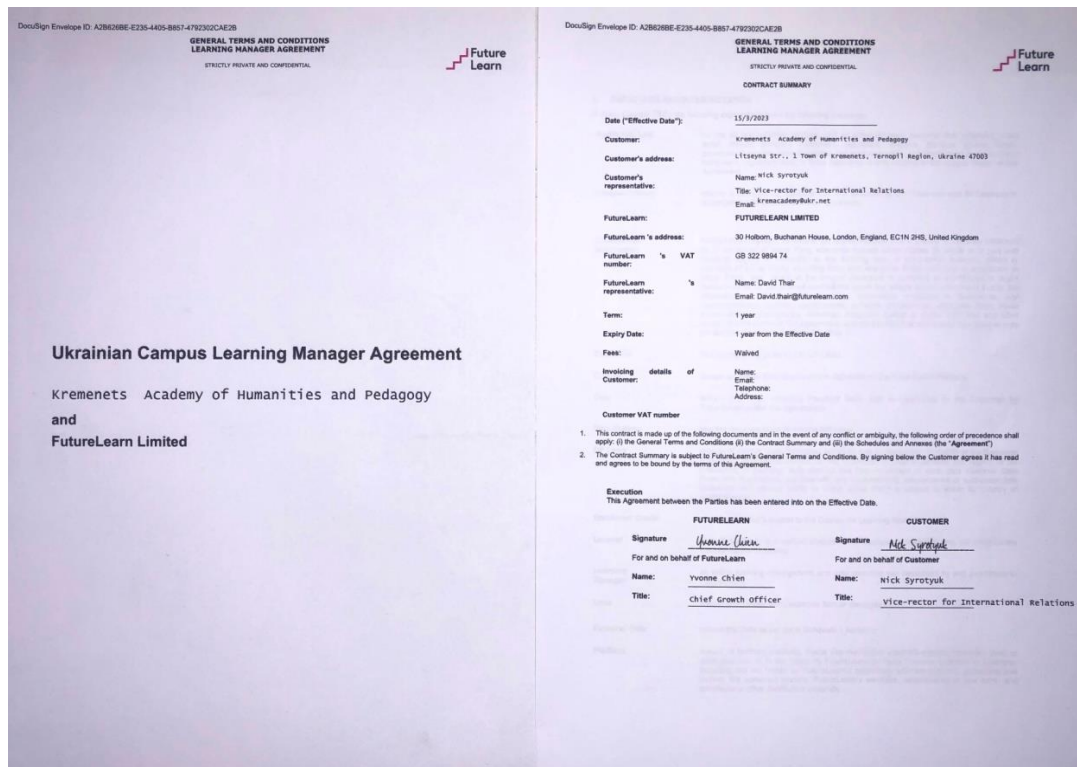 DocuSign Envelope ID: A2B626BE-E235-4405-B857-4792302CAE2B
GENERAL TERMS AND CONDITIONS
LEARNING MANAGER AGREEMENT
STRICTLY PRIVATE AND CONFIDENTIAL
Future
Learn
Ukrainian Campus Learning Manager Agreement
Kremenets Academy of Humanities and Pedagogy
and
FutureLearn Limited
DocuSign Envelope ID: A2B626BE-E235-4405-B857-4792302CAE2B
GENERAL TERMS AND CONDITIONS
LEARNING MANAGER AGREEMENT
STRICTLY PRIVATE AND CONFIDENTIAL
Future
Learn
CONTRACT SUMMARY
Date ("Effective Date"): 15/3/2023
Customer: Kremenets Academy of Humanities and Pedagogy
Customer's address: Litseyna Str., 1 Town of Kremenets, Ternopil Region, Ukraine 47003
Customer's representative: Name: Nick Syrotyuk
Title: Vice-rector for International Relations
Email: kremacademy@ukr.net
FutureLearn: FUTURELEARN LIMITED
FutureLearn 's address: 30 Holborn, Buchanan House, London, England, EC1N 2HS, United Kingdom
FutureLearn 's VAT number: GB 322 9894 74
FutureLearn 's representative: Name: David Thair
Email: David.thair@futurelearn.com
Term: 1 year
Expiry Date: 1 year from the Effective Date
Fees: Waived
Invoicing details of Customer: Name:
Email:
Telephone:
Address:
Customer VAT number
1. This contract is made up of the following documents and in the event of any conflict or ambiguity, the following order of precedence shall
apply: (i) the General Terms and Conditions (ii) the Contract Summary and (iii) the Schedules and Annexes (the "Agreement")
2. The Contract Summary is subject to FutureLearn's General Terms and Conditions. By signing below the Customer agrees it has read
and agrees to be bound by the terms of this Agreement.
Execution
This Agreement between the Parties has been entered into on the Effective Date.
FUTURELEARN CUSTOMER
Signature Yvonne Chien Signature Nick Syrotyuk
For and on behalf of FutureLearn For and on behalf of Customer
Name: Yvonne Chien Name: Nick Syrotyuk
Title: Chief Growth Officer Title: Vice-rector for International Relations